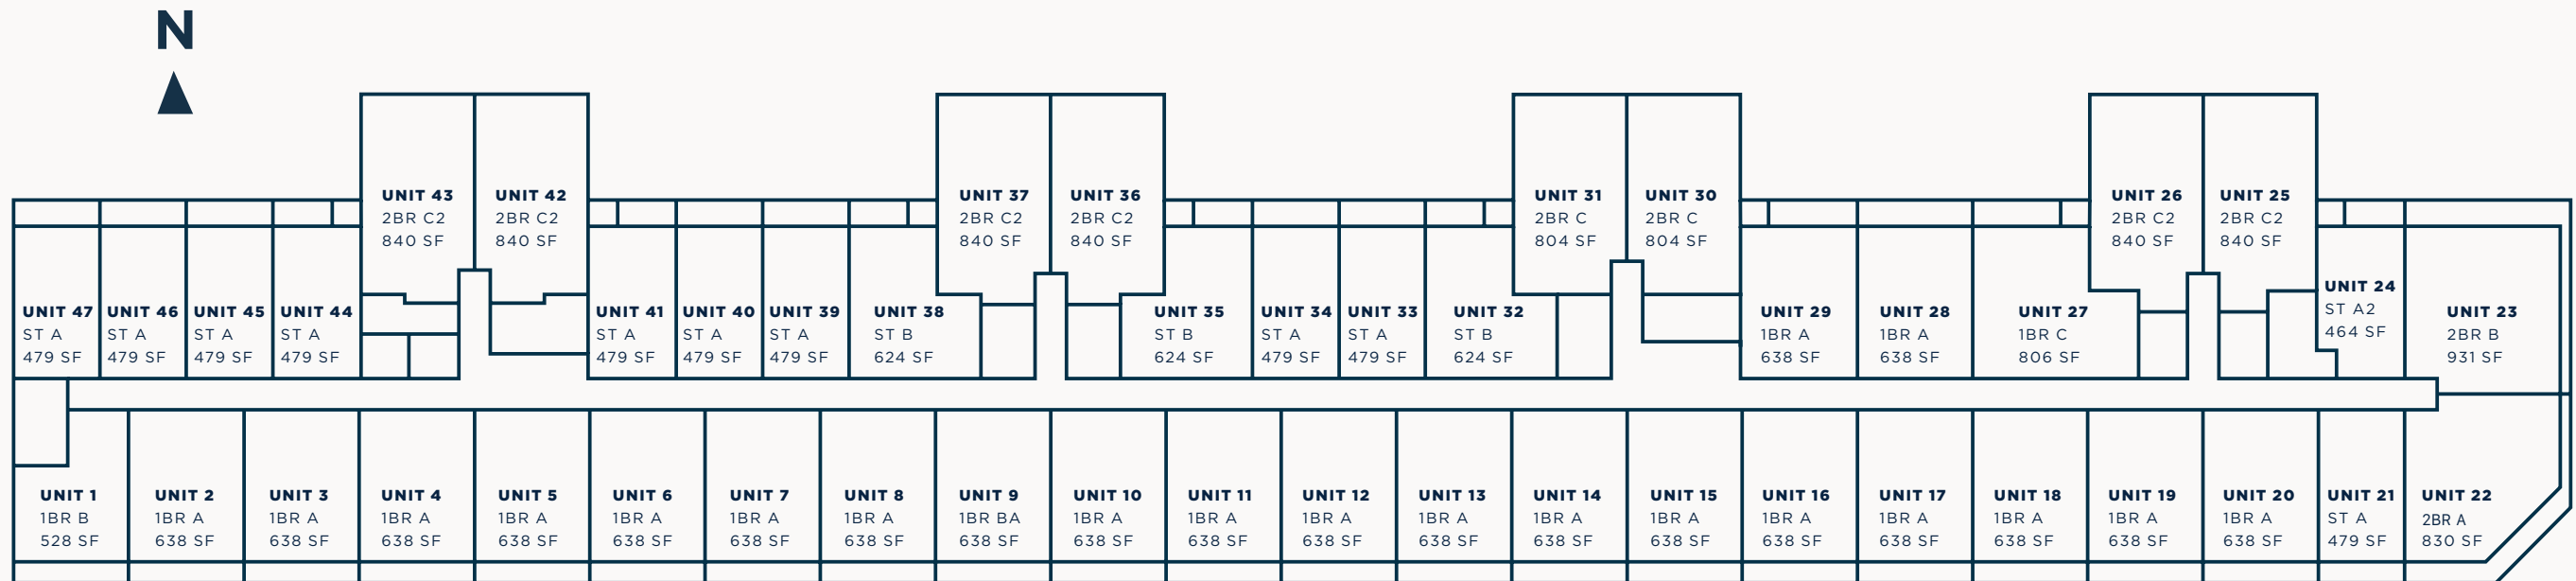 N
UNIT 43
2BR C2
840 SF
UNIT 42
2BR C2
840 SF
UNIT 37
2BR C2
840 SF
UNIT 36
2BR C2
840 SF
UNIT 31
2BR C
804 SF
UNIT 30
2BR C
804 SF
UNIT 26
2BR C2
840 SF
UNIT 25
2BR C2
840 SF
UNIT 47
ST A
479 SF
UNIT 46
ST A
479 SF
UNIT 45
ST A
479 SF
UNIT 44
ST A
479 SF
UNIT 41
ST A
479 SF
UNIT 40
ST A
479 SF
UNIT 39
ST A
479 SF
UNIT 38
ST B
624 SF
UNIT 35
ST B
624 SF
UNIT 34
ST A
479 SF
UNIT 33
ST A
479 SF
UNIT 32
ST B
624 SF
UNIT 29
1BR A
638 SF
UNIT 28
1BR A
638 SF
UNIT 27
1BR C
806 SF
UNIT 24
ST A2
464 SF
UNIT 23
2BR B
931 SF
UNIT 1
1BR B
528 SF
UNIT 2
1BR A
638 SF
UNIT 3
1BR A
638 SF
UNIT 4
1BR A
638 SF
UNIT 5
1BR A
638 SF
UNIT 6
1BR A
638 SF
UNIT 7
1BR A
638 SF
UNIT 8
1BR A
638 SF
UNIT 9
1BR BA
638 SF
UNIT 10
1BR A
638 SF
UNIT 11
1BR A
638 SF
UNIT 12
1BR A
638 SF
UNIT 13
1BR A
638 SF
UNIT 14
1BR A
638 SF
UNIT 15
1BR A
638 SF
UNIT 16
1BR A
638 SF
UNIT 17
1BR A
638 SF
UNIT 18
1BR A
638 SF
UNIT 19
1BR A
638 SF
UNIT 20
1BR A
638 SF
UNIT 21
ST A
479 SF
UNIT 22
2BR A
830 SF